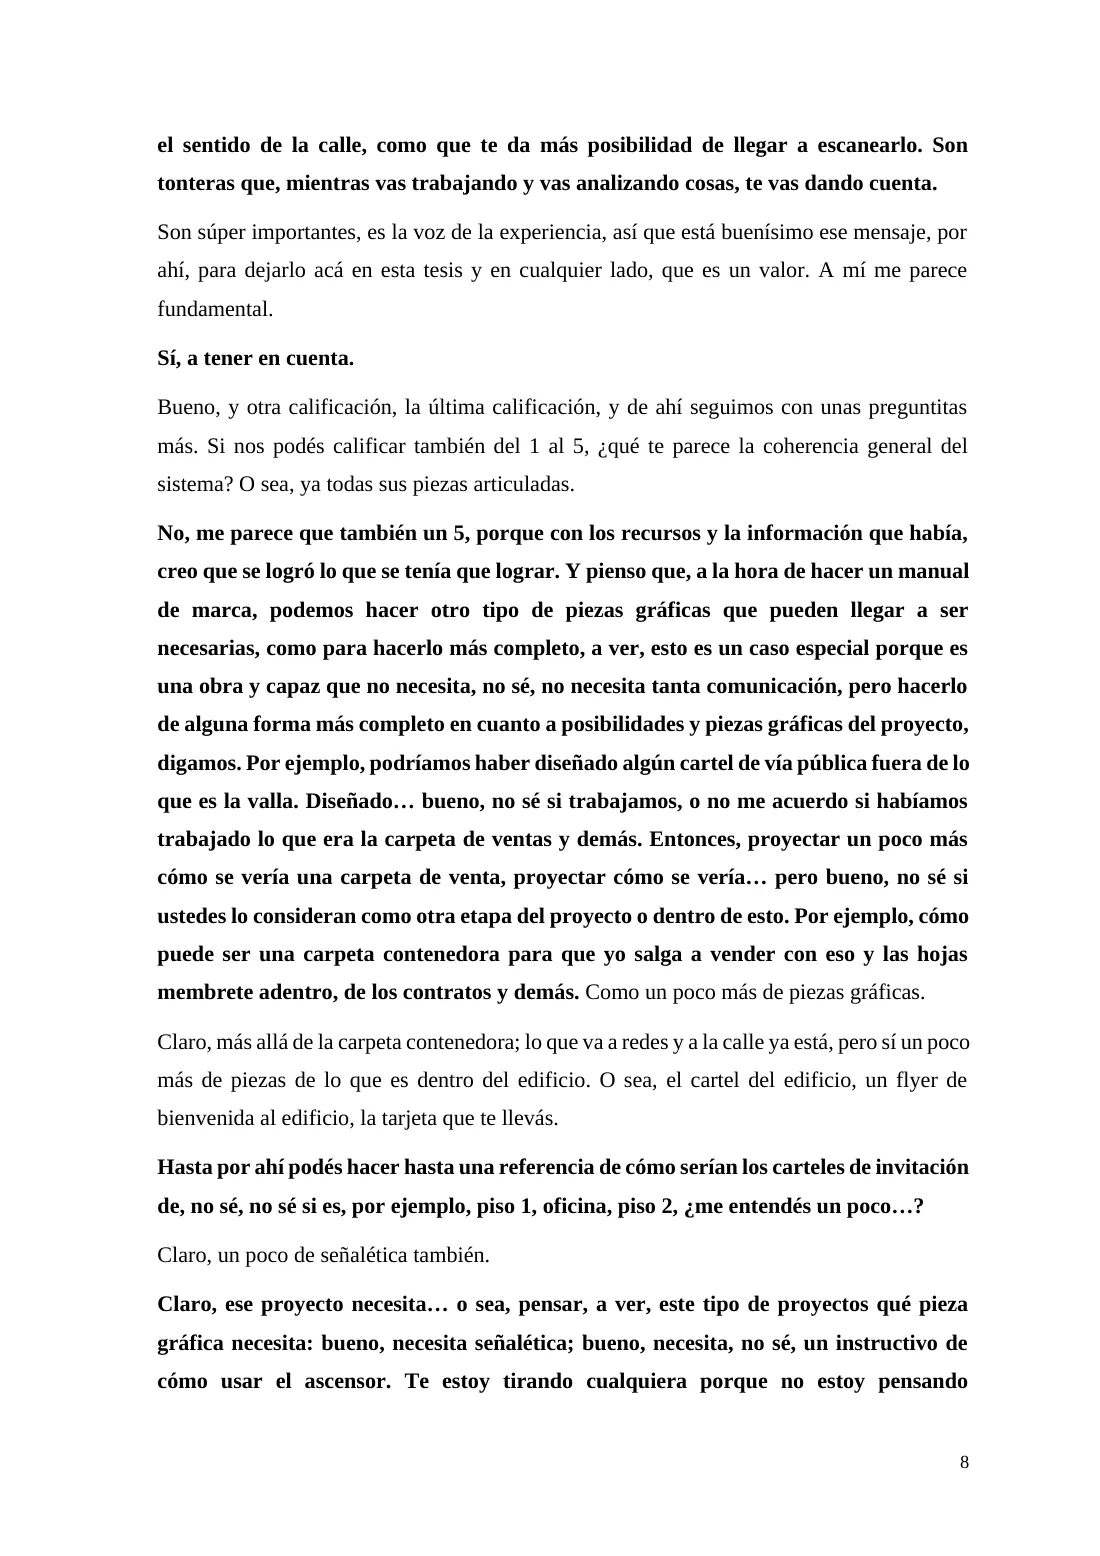 el sentido de la calle, como que te da más posibilidad de llegar a escanearlo. Son
tonteras que, mientras vas trabajando y vas analizando cosas, te vas dando cuenta.
Son súper importantes, es la voz de la experiencia, así que está buenísimo ese mensaje, por
ahí, para dejarlo acá en esta tesis y en cualquier lado, que es un valor. A mí me parece
fundamental.
Sí, a tener en cuenta.
Bueno, y otra calificación, la última calificación, y de ahí seguimos con unas preguntitas
más. Si nos podés calificar también del 1 al 5, ¿qué te parece la coherencia general del
sistema? O sea, ya todas sus piezas articuladas.
No, me parece que también un 5, porque con los recursos y la información que había,
creo que se logró lo que se tenía que lograr. Y pienso que, a la hora de hacer un manual
de marca, podemos hacer otro tipo de piezas gráficas que pueden llegar a ser
necesarias, como para hacerlo más completo, a ver, esto es un caso especial porque es
una obra y capaz que no necesita, no sé, no necesita tanta comunicación, pero hacerlo
de alguna forma más completo en cuanto a posibilidades y piezas gráficas del proyecto,
digamos. Por ejemplo, podríamos haber diseñado algún cartel de vía pública fuera de lo
que es la valla. Diseñado… bueno, no sé si trabajamos, o no me acuerdo si habíamos
trabajado lo que era la carpeta de ventas y demás. Entonces, proyectar un poco más
cómo se vería una carpeta de venta, proyectar cómo se vería… pero bueno, no sé si
ustedes lo consideran como otra etapa del proyecto o dentro de esto. Por ejemplo, cómo
puede ser una carpeta contenedora para que yo salga a vender con eso y las hojas
membrete adentro, de los contratos y demás. Como un poco más de piezas gráficas.
Claro, más allá de la carpeta contenedora; lo que va a redes y a la calle ya está, pero sí un poco
más de piezas de lo que es dentro del edificio. O sea, el cartel del edificio, un flyer de
bienvenida al edificio, la tarjeta que te llevás.
Hasta por ahí podés hacer hasta una referencia de cómo serían los carteles de invitación
de, no sé, no sé si es, por ejemplo, piso 1, oficina, piso 2, ¿me entendés un poco…?
Claro, un poco de señalética también.
Claro, ese proyecto necesita… o sea, pensar, a ver, este tipo de proyectos qué pieza
gráfica necesita: bueno, necesita señalética; bueno, necesita, no sé, un instructivo de
cómo usar el ascensor. Te estoy tirando cualquiera porque no estoy pensando
8